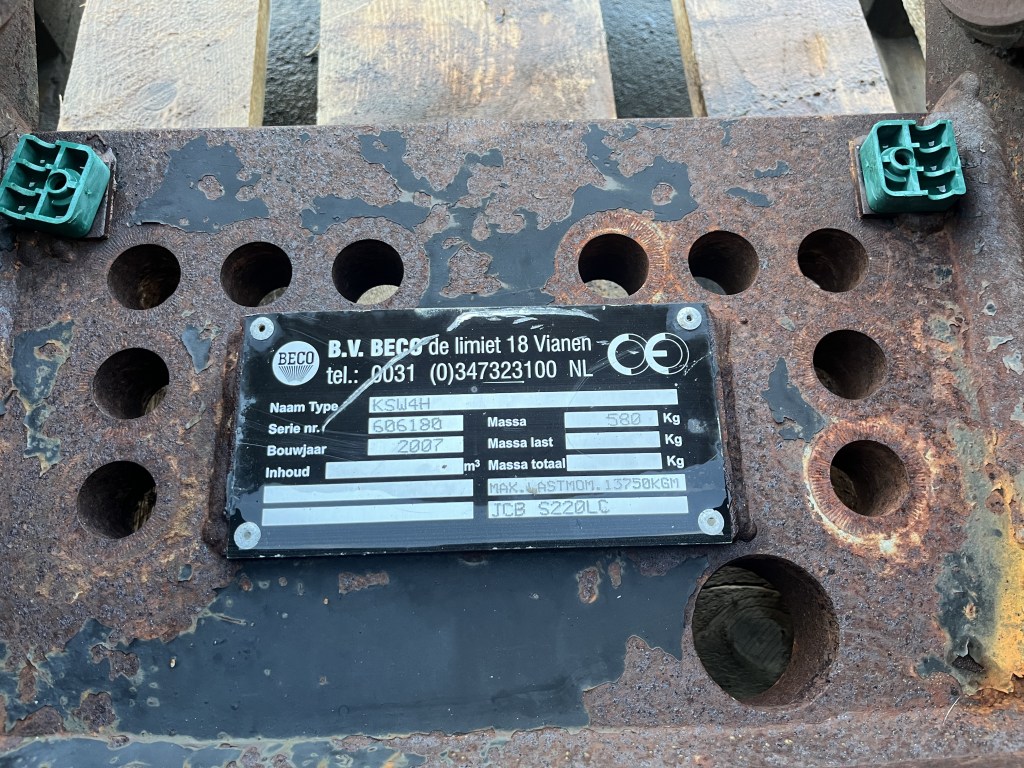 BECO
B.V. BECO de limiet 18 Vianen
tel.: 0031 (0)347323100 NL
CE
Naam Type KSW4H
Serie nr. 606180 Massa 580 Kg
Bouwjaar 2007 Massa last Kg
Inhoud m³ Massa totaal Kg
MAX. LASTMOM. 13750KGM
JCB S220LC